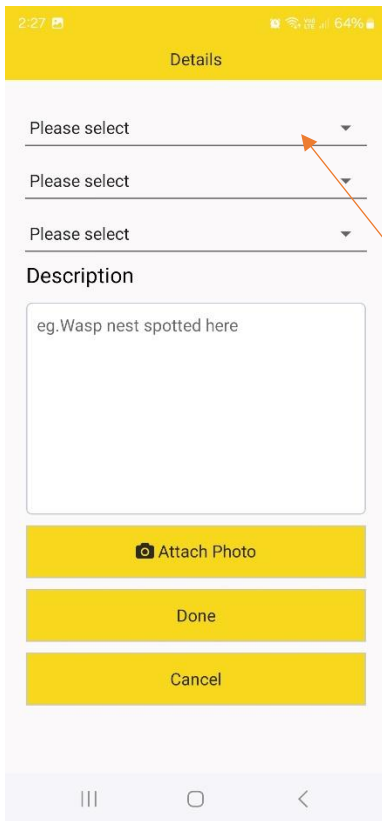 2:27
64%
Details
Please select
Please select
Please select
Description
eg.Wasp nest spotted here
Attach Photo
Done
Cancel